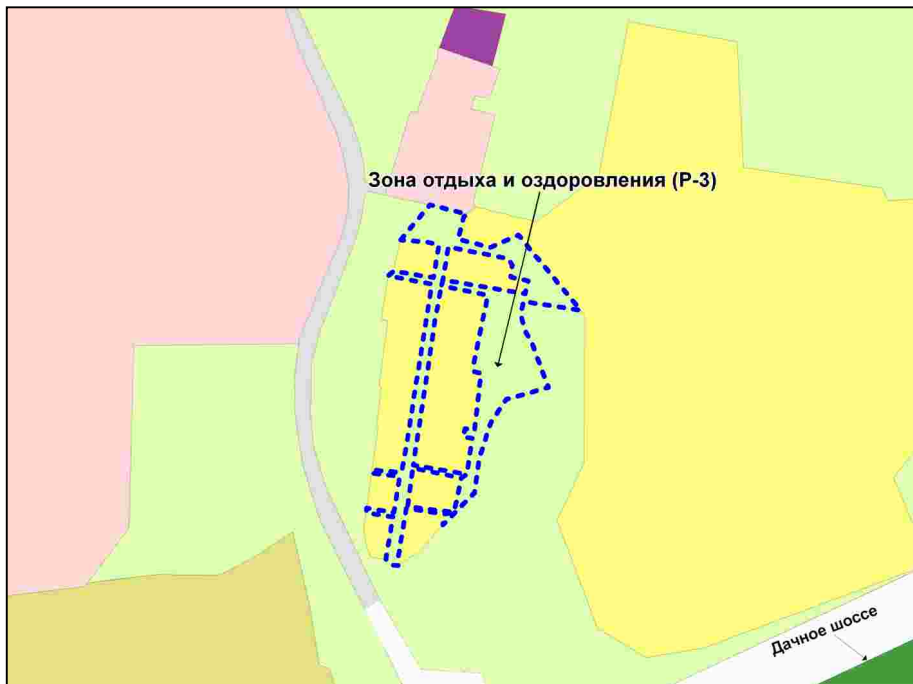 Зона отдыха и оздоровления (Р-3)
Дачное шоссе